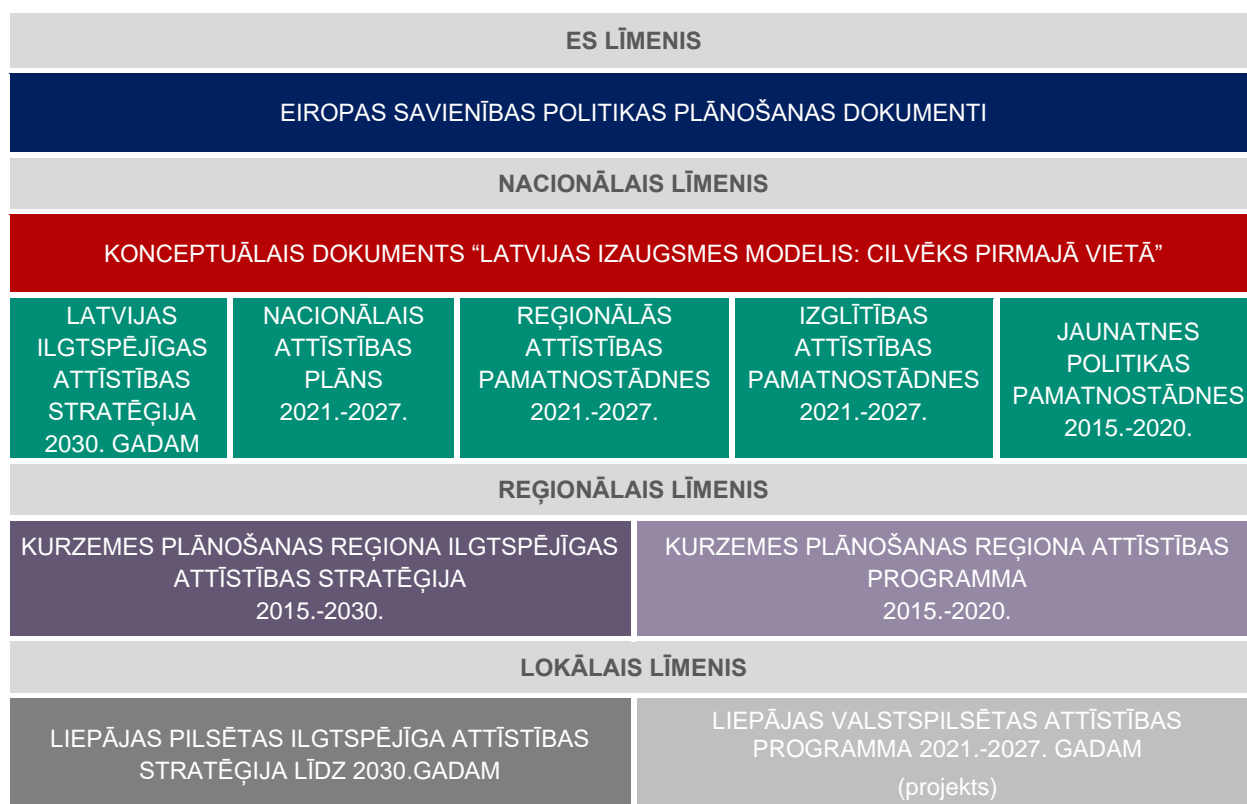 ES LĪMENIS
EIROPAS SAVIENĪBAS POLITIKAS PLĀNOŠANAS DOKUMENTI
NACIONĀLAIS LĪMENIS
KONCEPTUĀLAIS DOKUMENTS “LATVIJAS IZAUGSMES MODELIS: CILVĒKS PIRMAJĀ VIETĀ”
LATVIJAS
ILGTSPĒJĪGAS
ATTĪSTĪBAS
STRATĒĢIJA
2030. GADAM
NACIONĀLAIS
ATTĪSTĪBAS
PLĀNS
2021.-2027.
REĢIONĀLĀS
ATTĪSTĪBAS
PAMATNOSTĀDNES
2021.-2027.
IZGLĪTĪBAS
ATTĪSTĪBAS
PAMATNOSTĀDNES
2021.-2027.
JAUNATNES
POLITIKAS
PAMATNOSTĀDNES
2015.-2020.
REĢIONĀLAIS LĪMENIS
KURZEMES PLĀNOŠANAS REĢIONA ILGTSPĒJĪGAS
ATTĪSTĪBAS STRATĒĢIJA
2015.-2030.
KURZEMES PLĀNOŠANAS REĢIONA ATTĪSTĪBAS
PROGRAMMA
2015.-2020.
LOKĀLAIS LĪMENIS
LIEPĀJAS PILSĒTAS ILGTSPĒJĪGA ATTĪSTĪBAS
STRATĒĢIJA LĪDZ 2030.GADAM
LIEPĀJAS VALSTSPILSĒTAS ATTĪSTĪBAS
PROGRAMMA 2021.-2027. GADAM
(projekts)